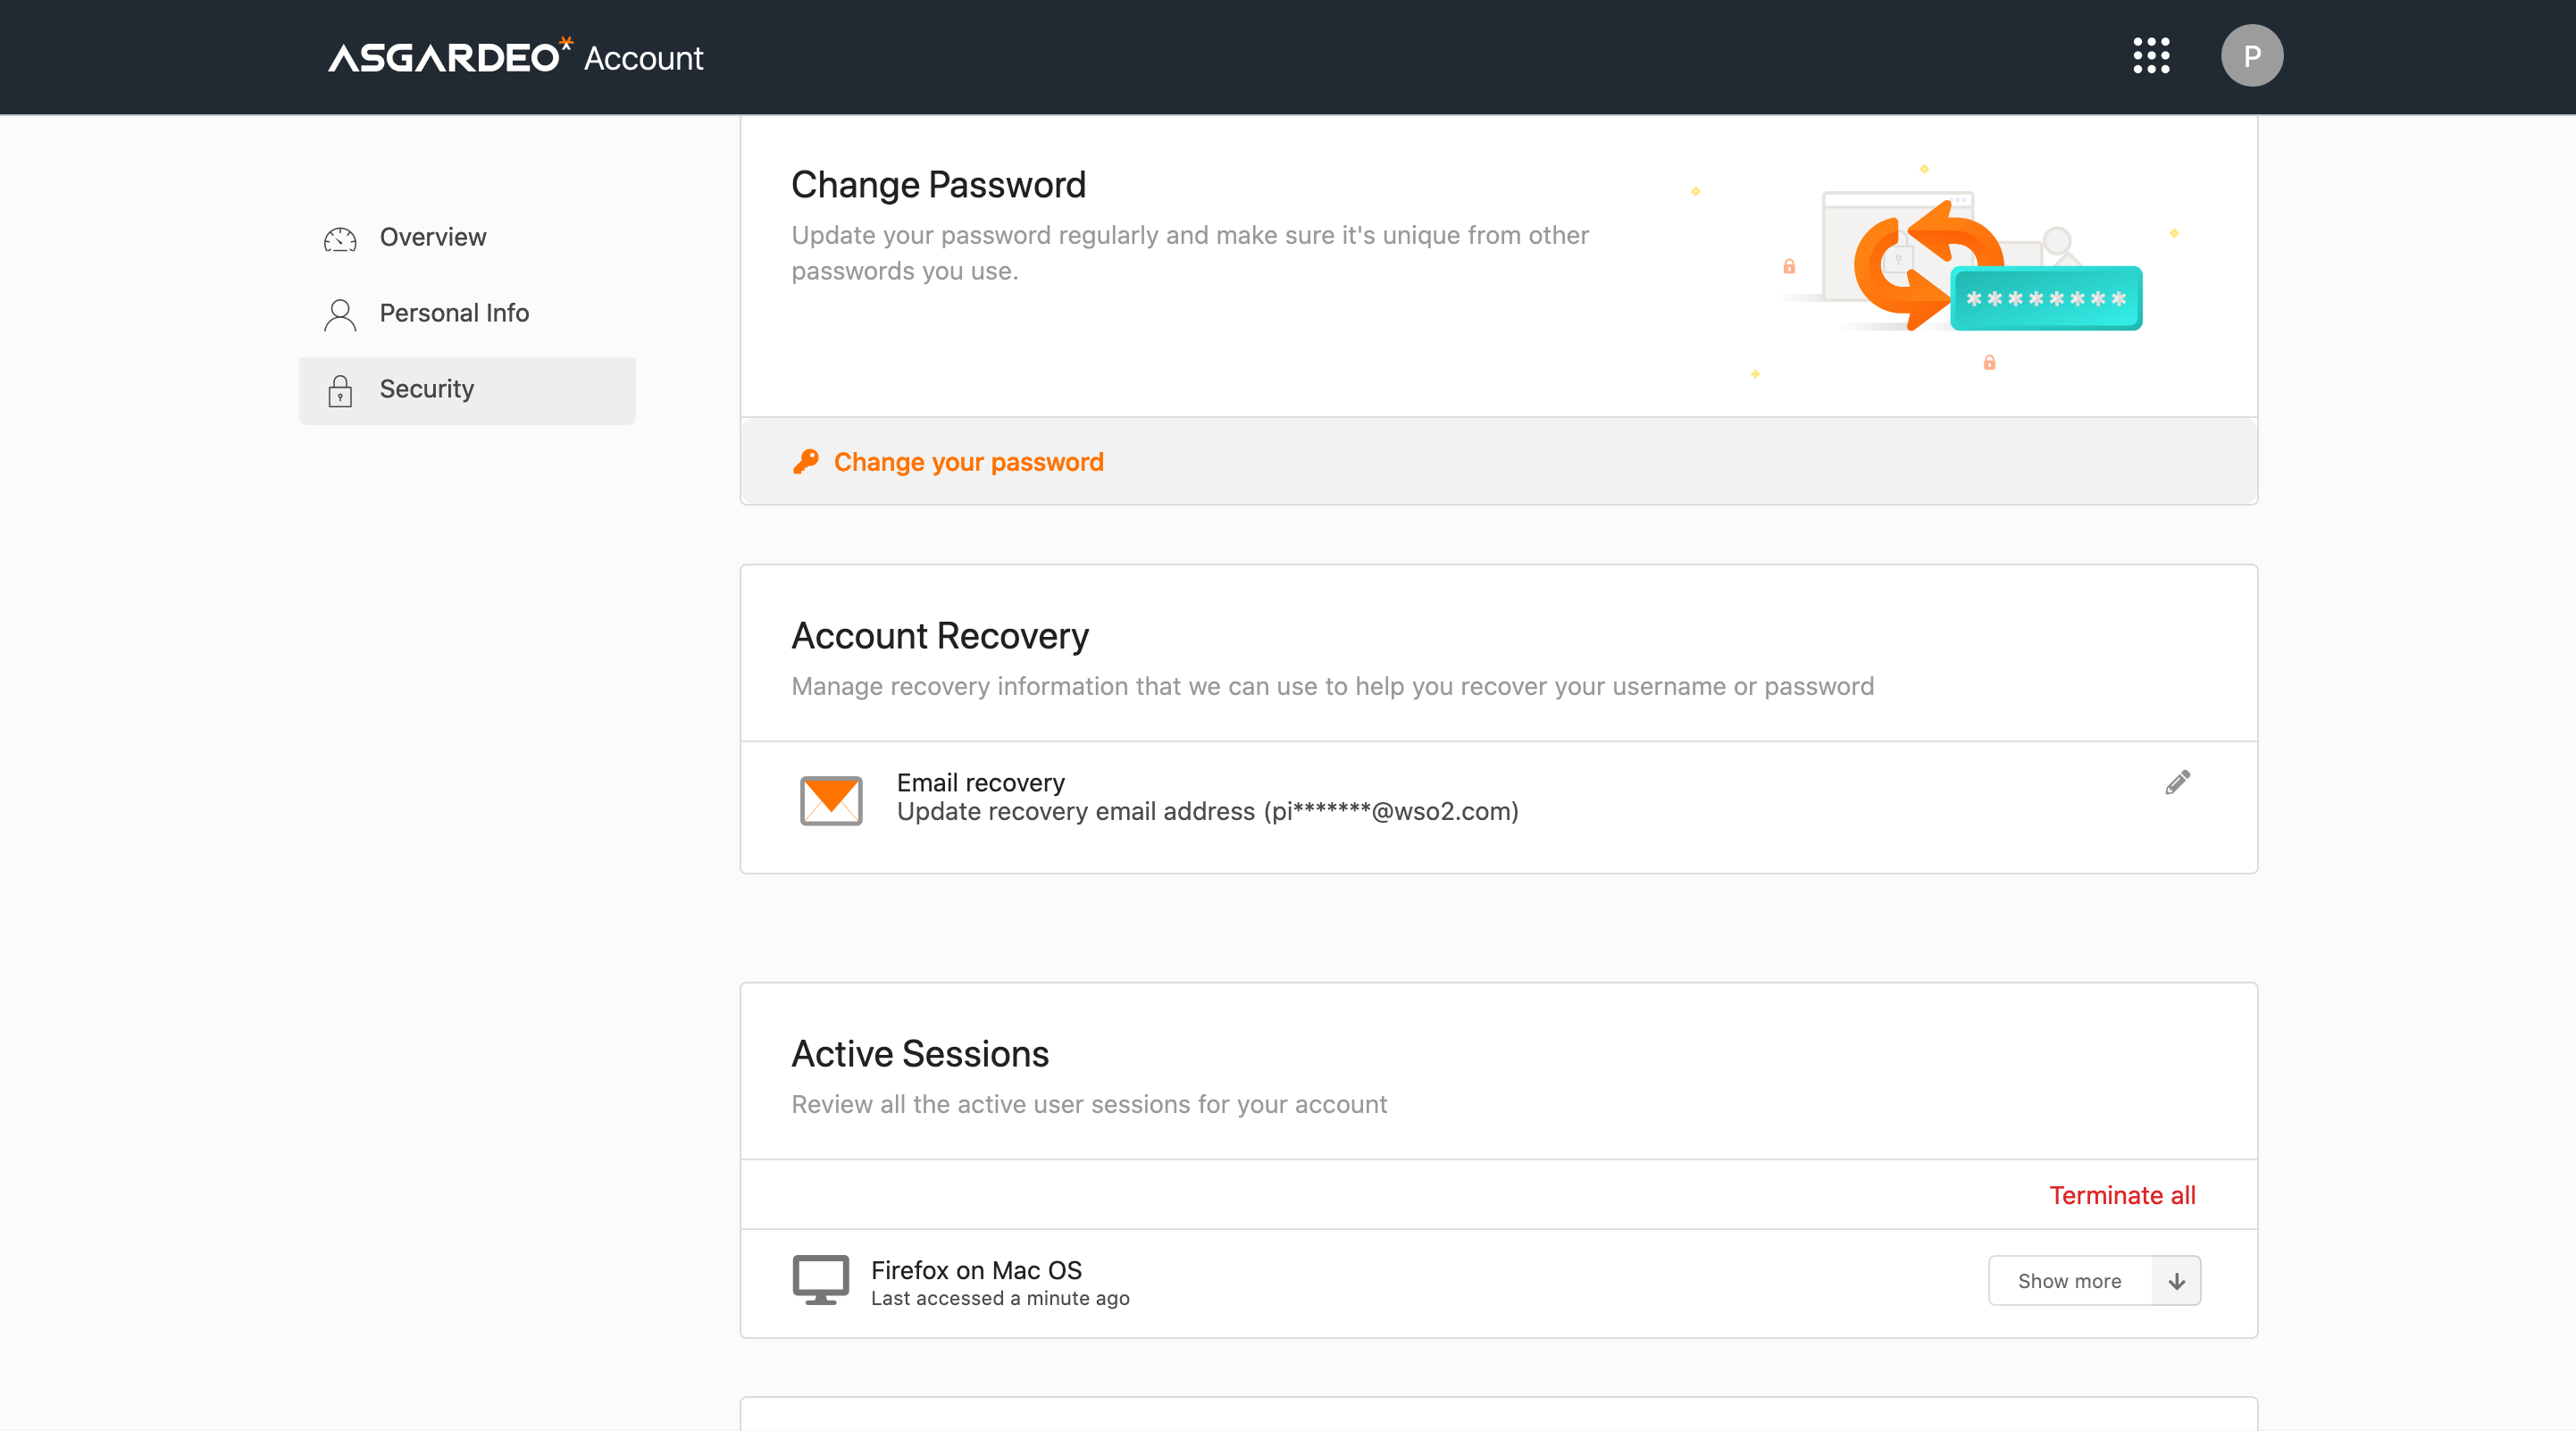 ASGARDEO Account
P
Overview
Personal Info
Security
Change Password
Update your password regularly and make sure it's unique from other
passwords you use.
********
Change your password
Account Recovery
Manage recovery information that we can use to help you recover your username or password
Email recovery
Update recovery email address (pi*******@wso2.com)
Active Sessions
Review all the active user sessions for your account
Terminate all
Firefox on Mac OS
Last accessed a minute ago
Show more